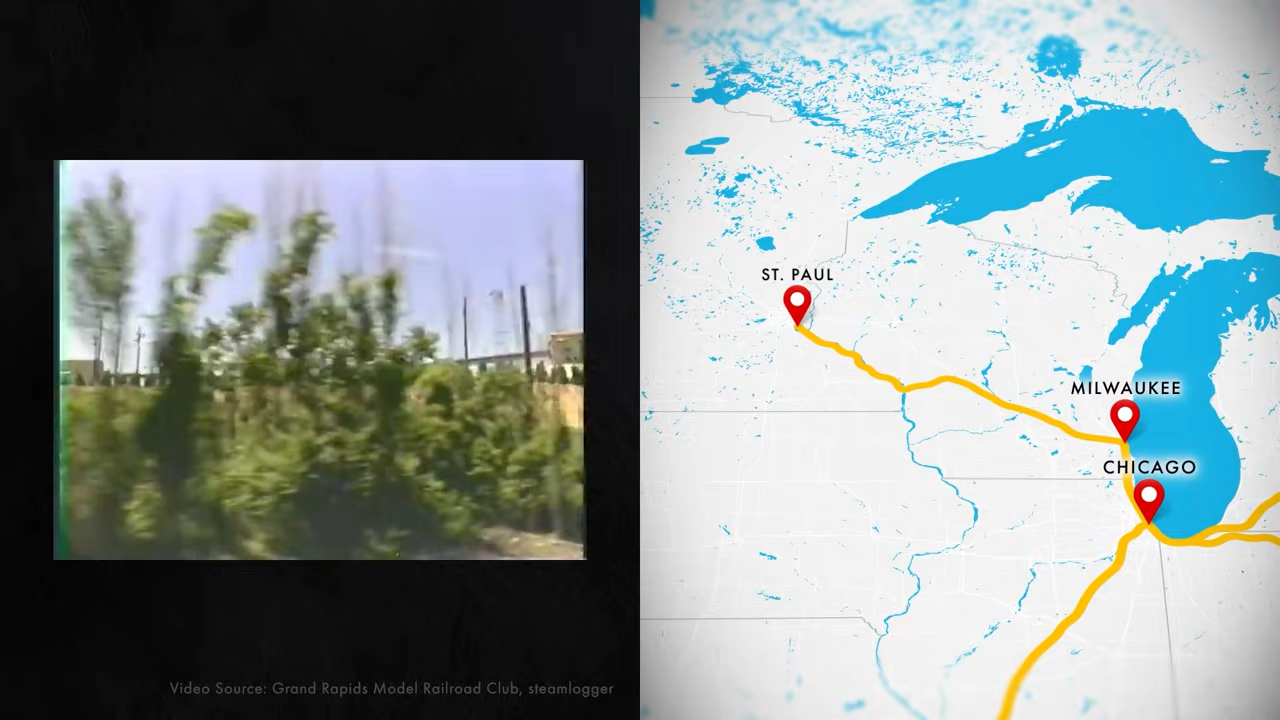 ST. PAUL
MILWAUKEE
CHICAGO
Video Source: Grand Rapids Model Railroad Club, steamlogger